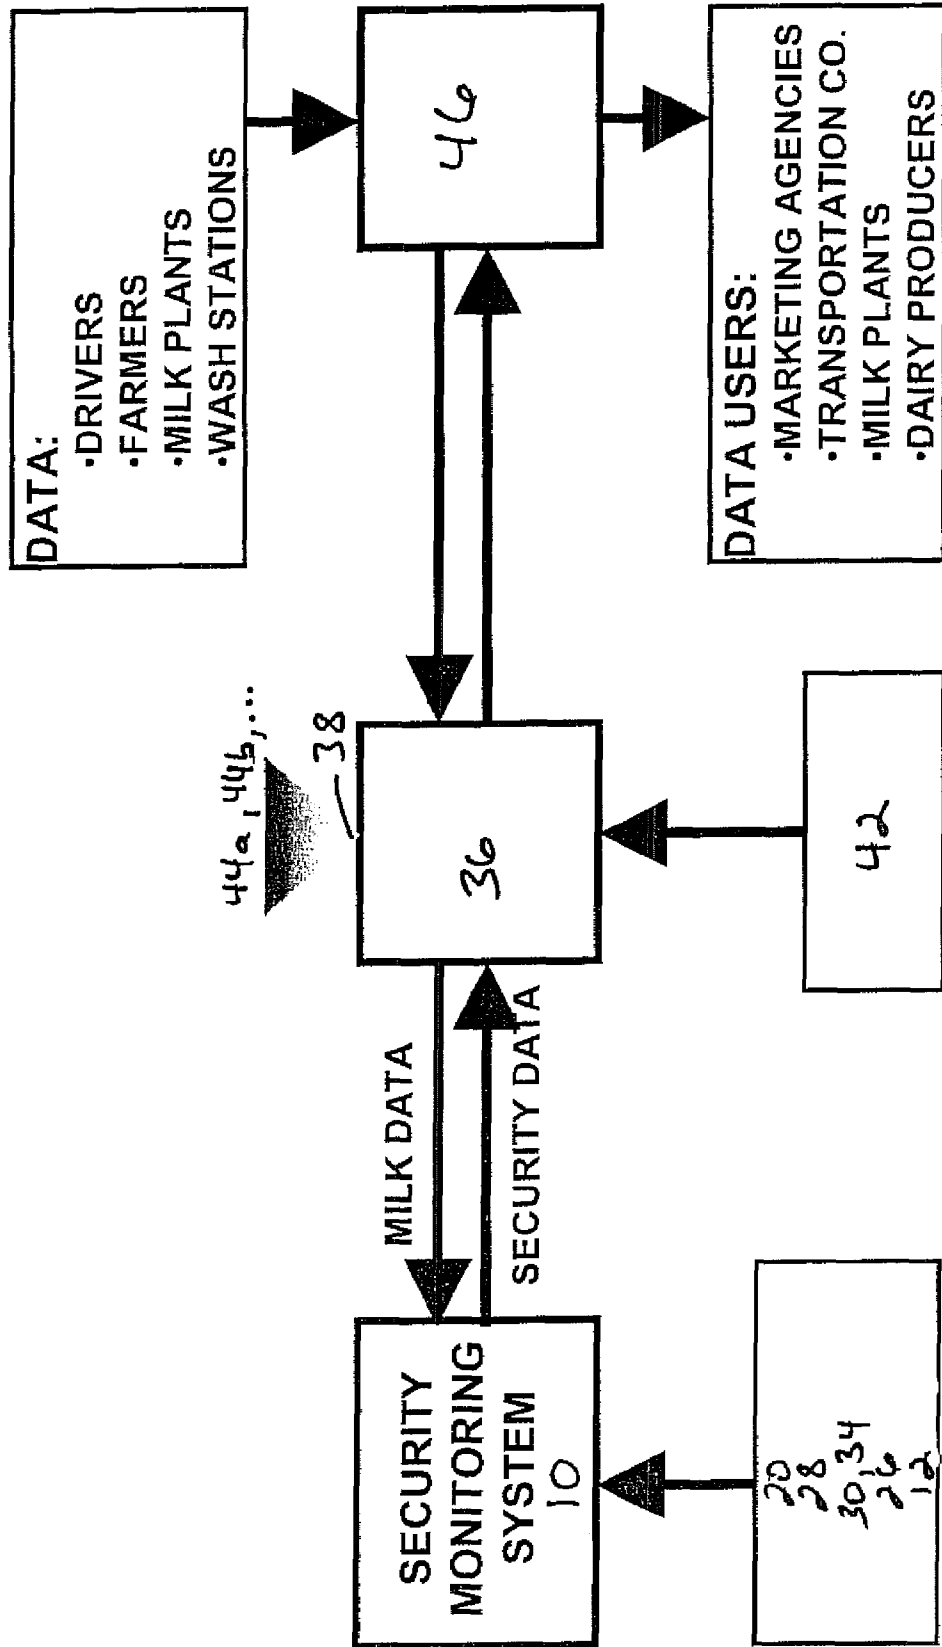 DATA:
•DRIVERS
•FARMERS
•MILK PLANTS
•WASH STATIONS
46
DATA USERS:
•MARKETING AGENCIES
•TRANSPORTATION CO.
•MILK PLANTS
•DAIRY PRODUCERS
44a, 44b,...
38
36
42
MILK DATA
SECURITY DATA
SECURITY
MONITORING
SYSTEM
10
20
28
30,34
26
12